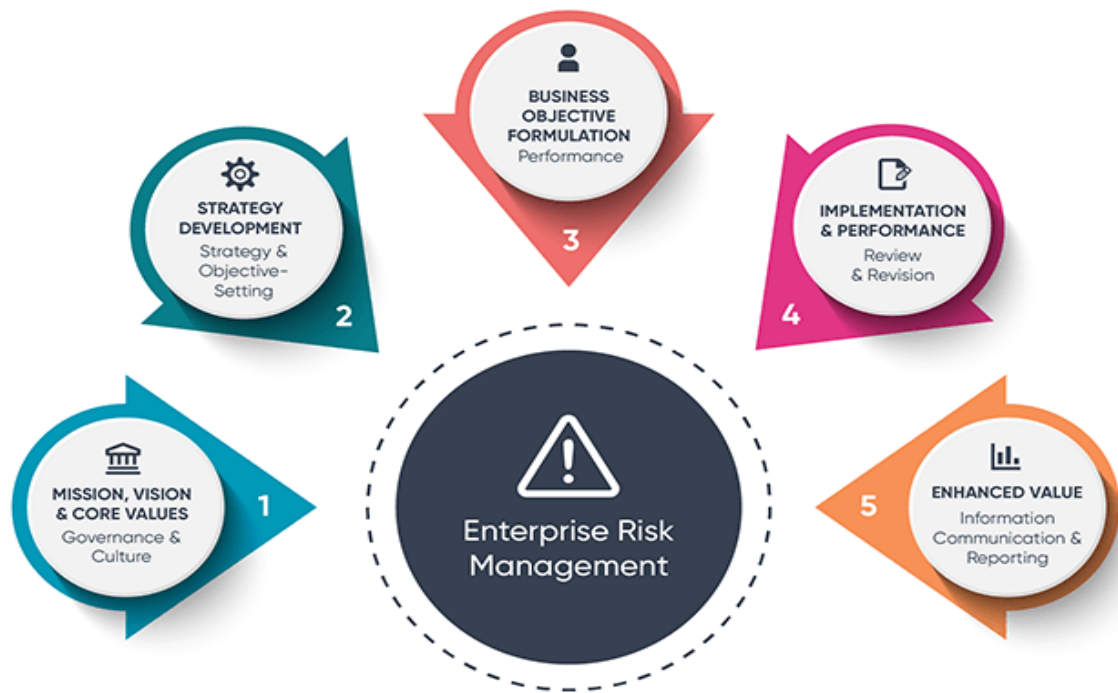 MISSION, VISION
& CORE VALUES
Governance &
Culture
1
STRATEGY
DEVELOPMENT
Strategy &
Objective-
Setting
2
BUSINESS
OBJECTIVE
FORMULATION
Performance
3
IMPLEMENTATION
& PERFORMANCE
Review
& Revision
4
ENHANCED VALUE
Information
Communication &
Reporting
5
Enterprise Risk
Management